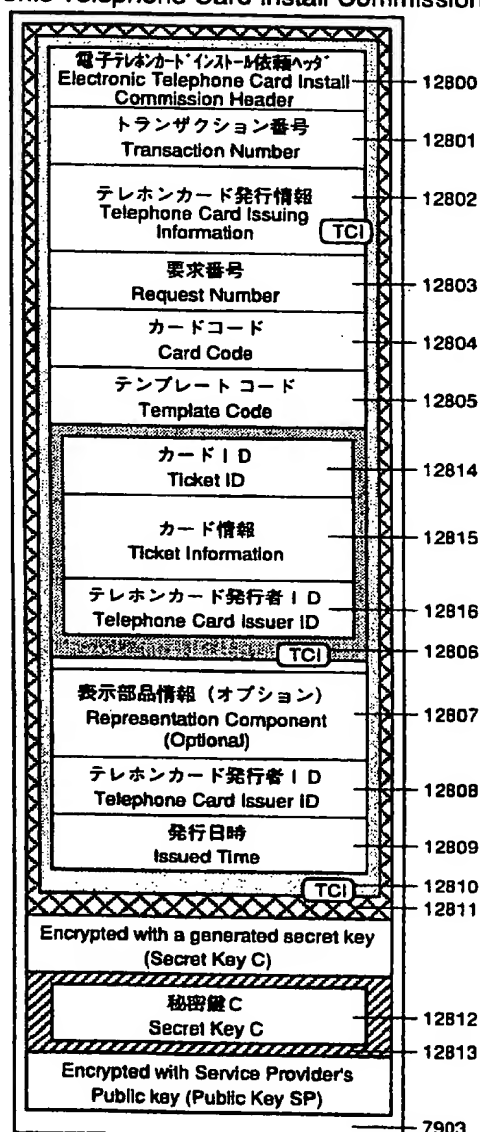 Telephone Card Install Commission
電子テレホンカード インストール依頼ヘッダ
Electronic Telephone Card Install
Commission Header
12800
トランザクション番号
Transaction Number
12801
テレホンカード発行情報
Telephone Card Issuing
Information
TCI
12802
要求番号
Request Number
12803
カードコード
Card Code
12804
テンプレート コード
Template Code
12805
カードID
Ticket ID
12814
カード情報
Ticket Information
12815
テレホンカード発行者ID
Telephone Card Issuer ID
12816
TCI
12806
表示部品情報（オプション）
Representation Component
(Optional)
12807
テレホンカード発行者ID
Telephone Card Issuer ID
12808
発行日時
Issued Time
12809
TCI
12810
12811
Encrypted with a generated secret key
(Secret Key C)
秘密鍵C
Secret Key C
12812
12813
Encrypted with Service Provider's
Public key (Public Key SP)
7903